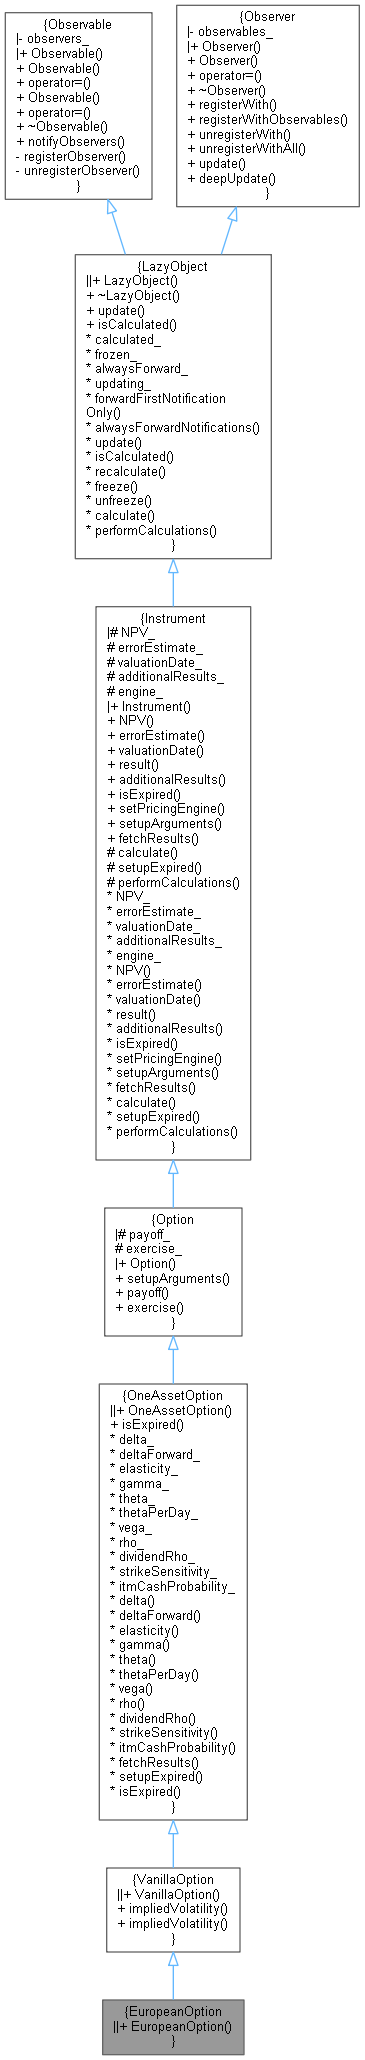 {Observable
|- observers_
|+ Observable()
+ Observable()
+ operator=()
+ Observable()
+ operator=()
+ ~Observable()
+ notifyObservers()
- registerObserver()
- unregisterObserver()
}
{Observer
|- observables_
|+ Observer()
+ Observer()
+ operator=()
+ ~Observer()
+ registerWith()
+ registerWithObservables()
+ unregisterWith()
+ unregisterWithAll()
+ update()
+ deepUpdate()
}
{LazyObject
||+ LazyObject()
+ ~LazyObject()
+ update()
+ isCalculated()
* calculated_
* frozen_
* alwaysForward_
* updating_
* forwardFirstNotification
Only()
* alwaysForwardNotifications()
* update()
* isCalculated()
* recalculate()
* freeze()
* unfreeze()
* calculate()
* performCalculations()
}
{Instrument
|# NPV_
# errorEstimate_
# valuationDate_
# additionalResults_
# engine_
|+ Instrument()
+ NPV()
+ errorEstimate()
+ valuationDate()
+ result()
+ additionalResults()
+ isExpired()
+ setPricingEngine()
+ setupArguments()
+ fetchResults()
# calculate()
# setupExpired()
# performCalculations()
* NPV_
* errorEstimate_
* valuationDate_
* additionalResults_
* engine_
* NPV()
* errorEstimate()
* valuationDate()
* result()
* additionalResults()
* isExpired()
* setPricingEngine()
* setupArguments()
* fetchResults()
* calculate()
* setupExpired()
* performCalculations()
}
{Option
|# payoff_
# exercise_
|+ Option()
+ setupArguments()
+ payoff()
+ exercise()
}
{OneAssetOption
||+ OneAssetOption()
+ isExpired()
* delta_
* deltaForward_
* elasticity_
* gamma_
* theta_
* thetaPerDay_
* vega_
* rho_
* dividendRho_
* strikeSensitivity_
* itmCashProbability_
* delta()
* deltaForward()
* elasticity()
* gamma()
* theta()
* thetaPerDay()
* vega()
* rho()
* dividendRho()
* strikeSensitivity()
* itmCashProbability()
* fetchResults()
* setupExpired()
* isExpired()
}
{VanillaOption
||+ VanillaOption()
+ impliedVolatility()
+ impliedVolatility()
}
{EuropeanOption
||+ EuropeanOption()
}